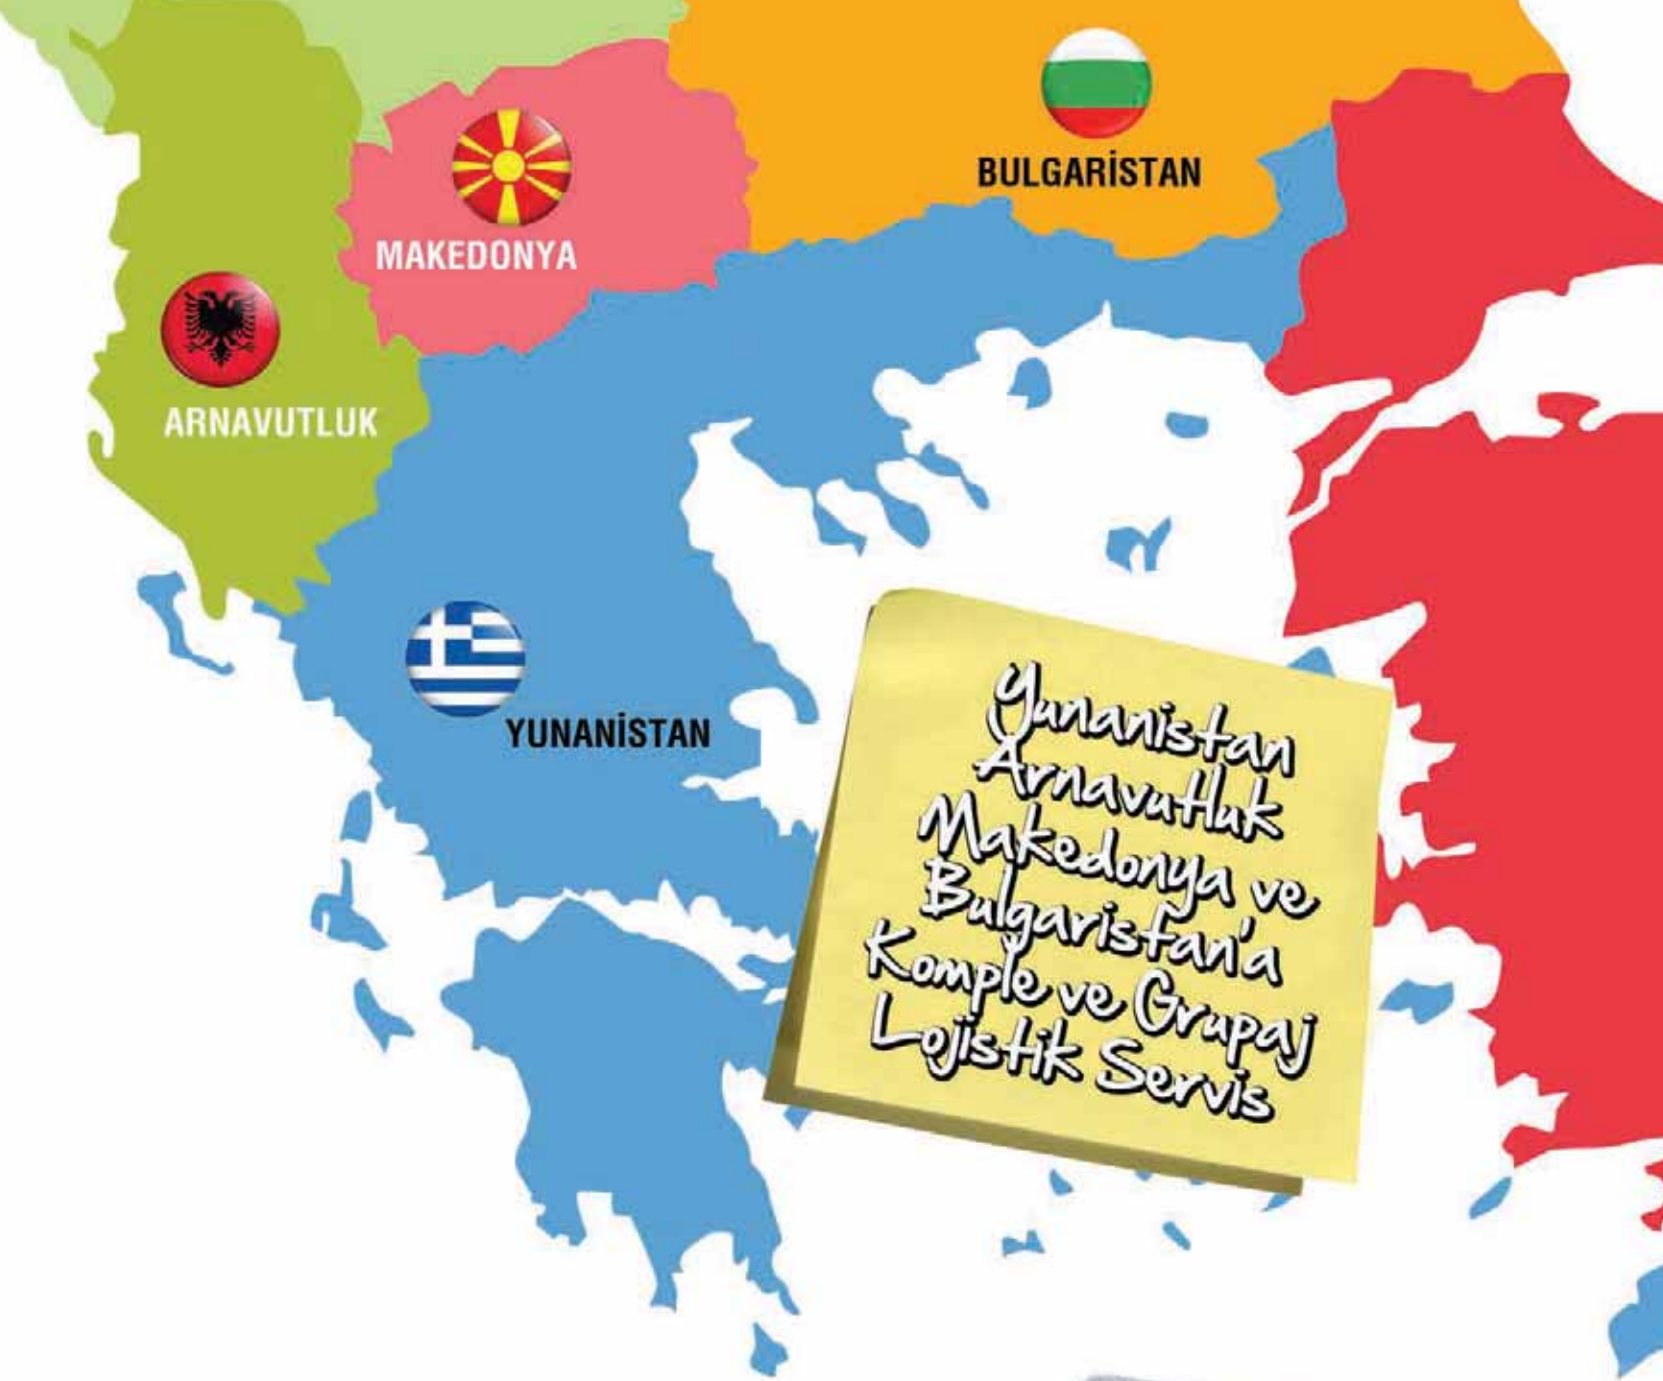 BULGARİSTAN
MAKEDONYA
ARNAVUTLUK
YUNANİSTAN
Yunanistan
Arnavutluk
Makedonya ve
Bulgaristan'a
Komple ve Grupaj
Lojistik Servis